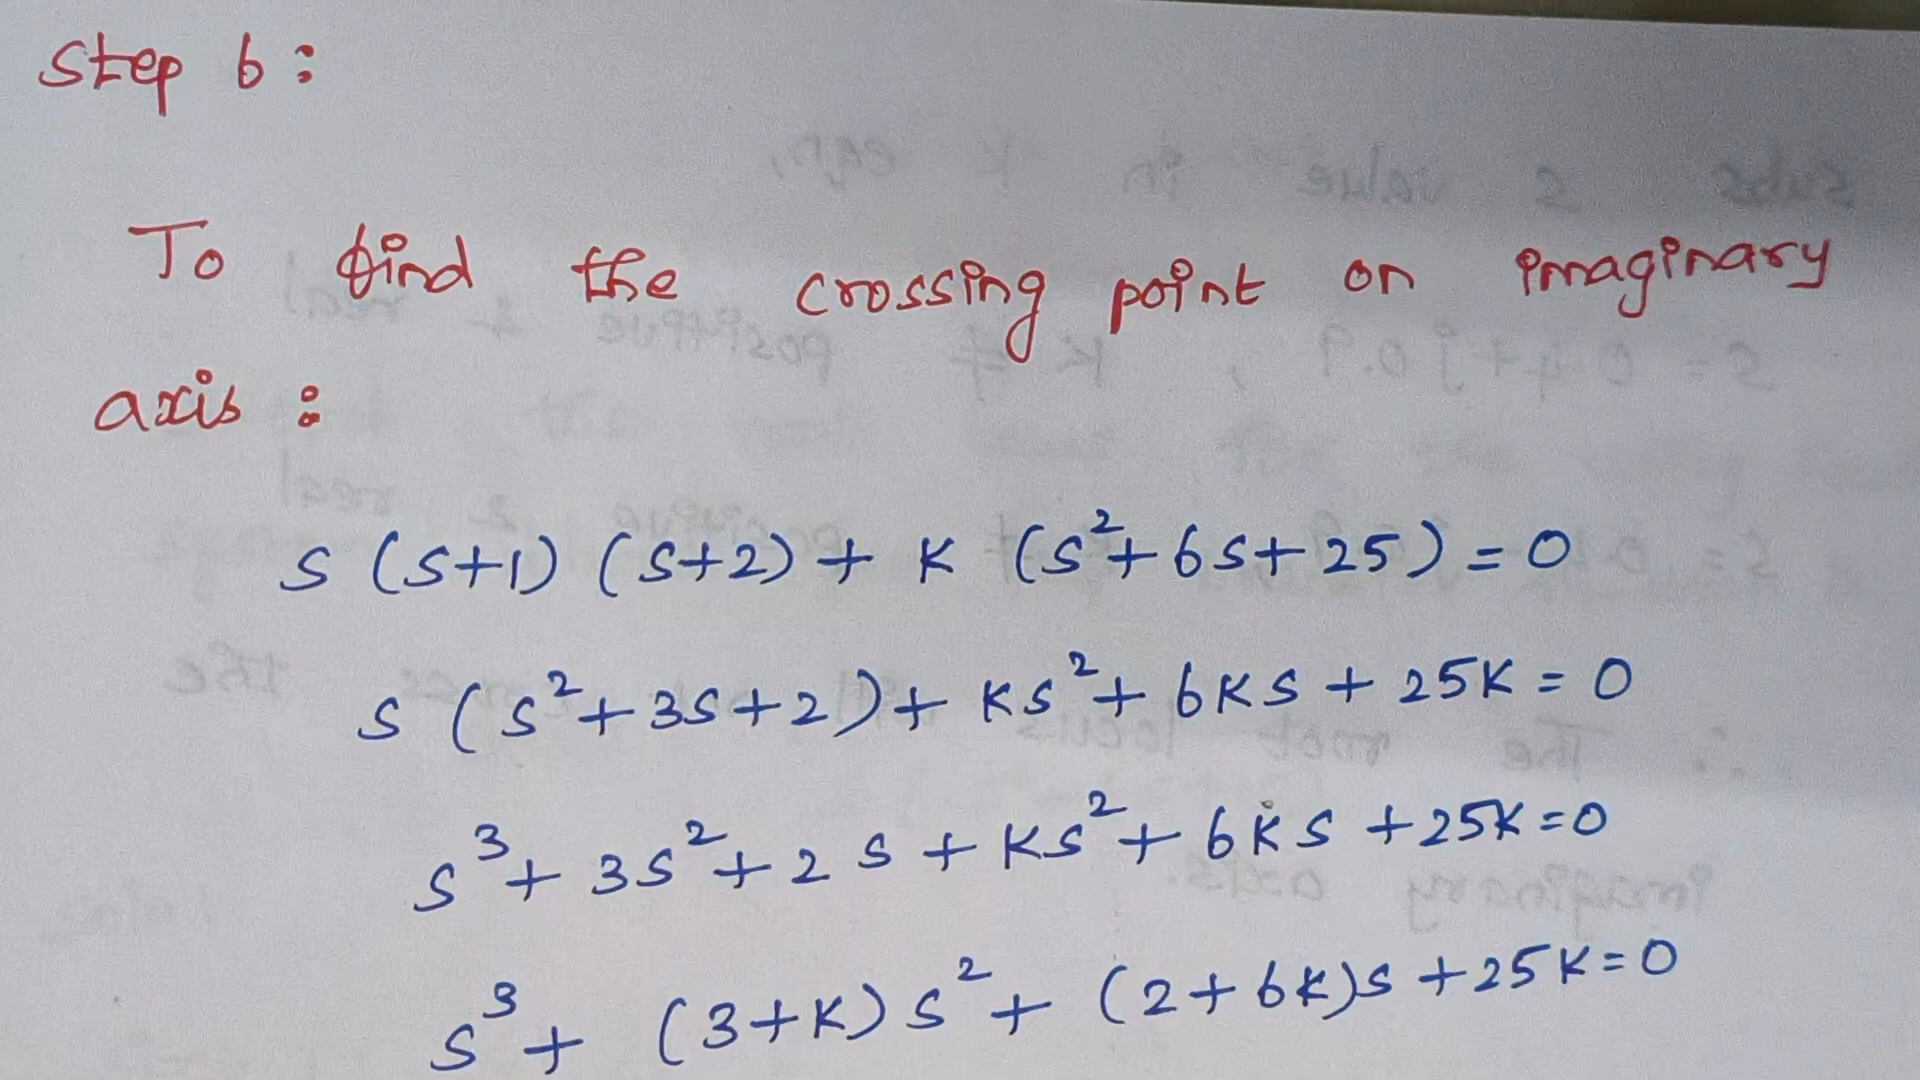 Step 6:
To find the crossing point on imaginary
axis:
S (S+1) (S+2) + K (S²+6S+25) = 0
S (S²+3S+2) + KS²+6KS+25K = 0
S³+3S²+2S+KS²+6KS+25K=0
S³+(3+K)S²+(2+6K)S+25K=0